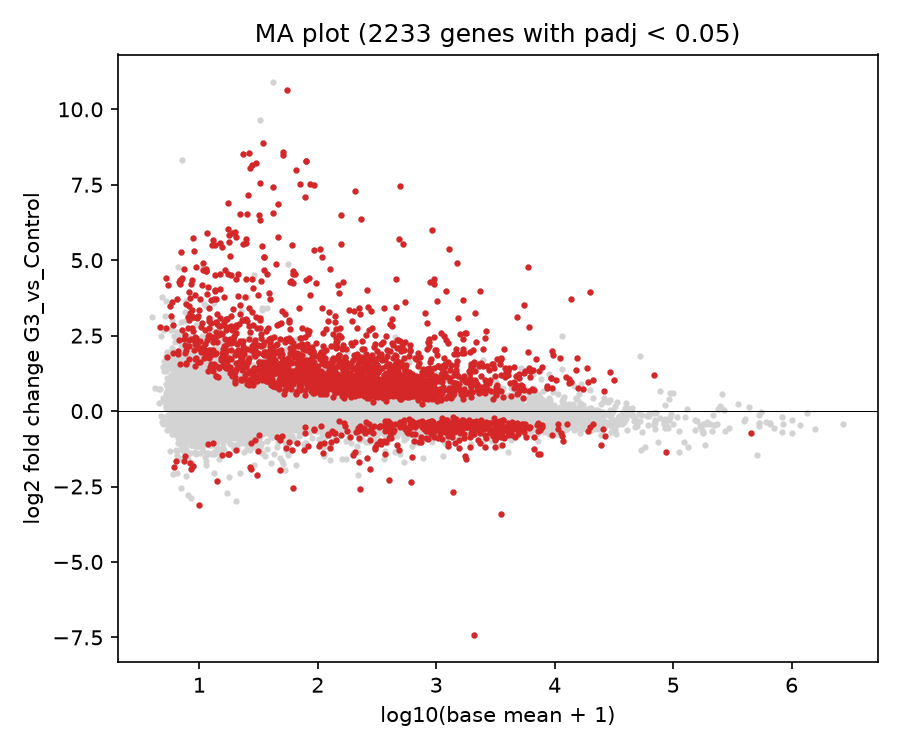 MA plot (2233 genes with padj < 0.05)
log2 fold change G3_vs_Control
10.0
7.5
5.0
2.5
0.0
−2.5
−5.0
−7.5
1 2 3 4 5 6
log10(base mean + 1)